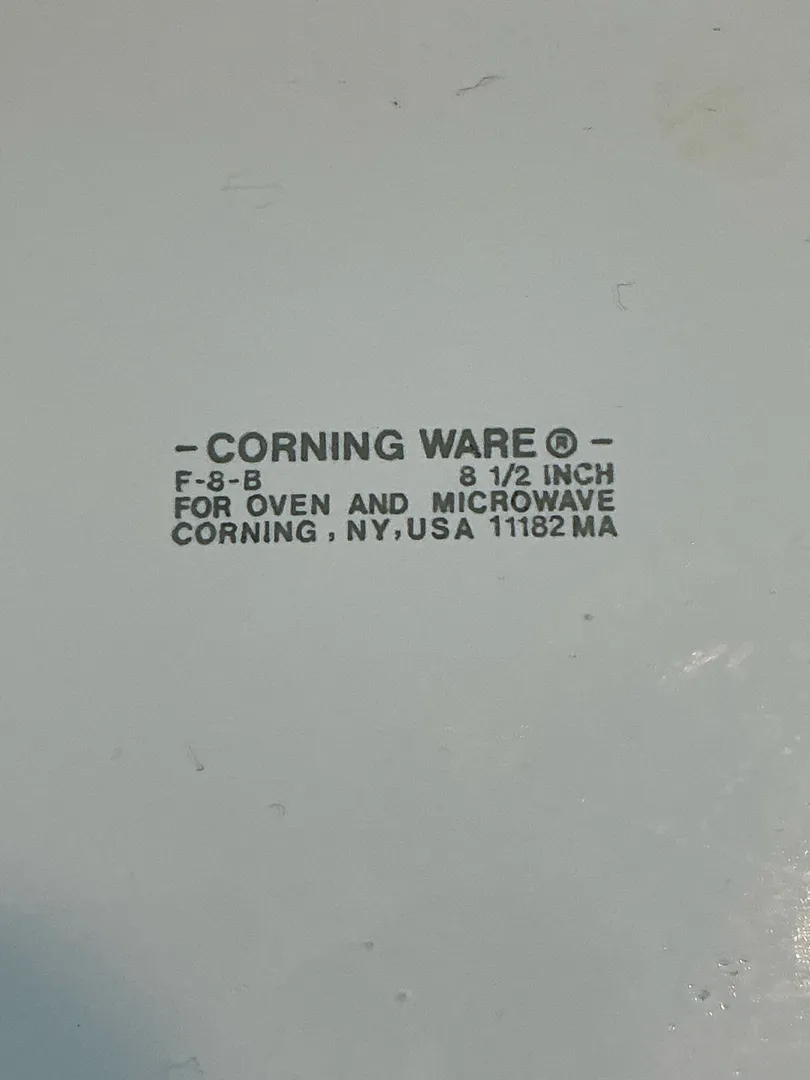 - CORNING WARE ® -
F-8-B 8 1/2 INCH
FOR OVEN AND MICROWAVE
CORNING , NY, USA 11182 MA